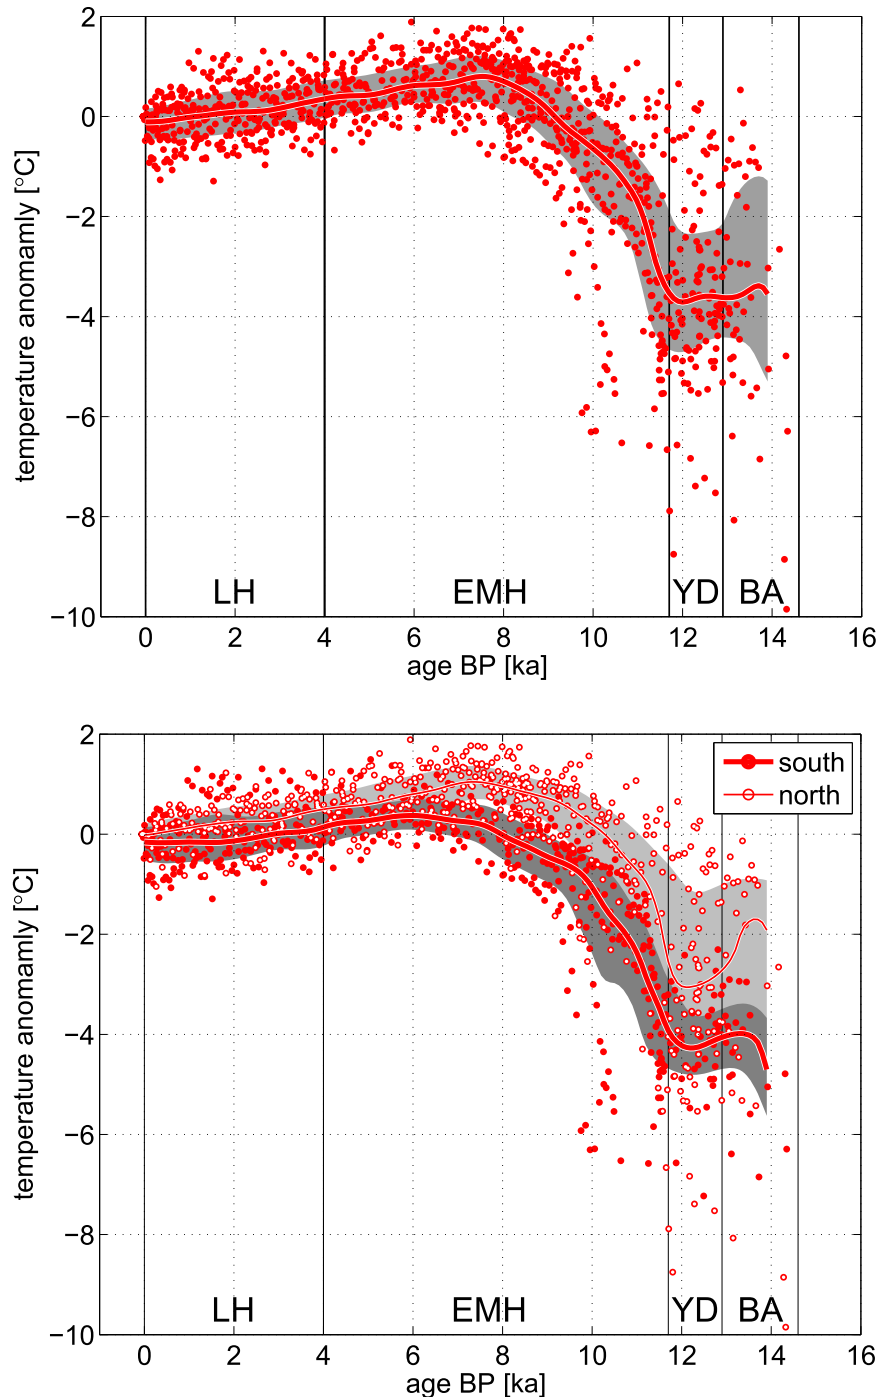 2
0
−2
−4
−6
−8
−10
temperature anomamly [°C]
LH EMH YD BA
0 2 4 6 8 10 12 14 16
age BP [ka]
2
0
−2
−4
−6
−8
−10
temperature anomamly [°C]
south
north
LH EMH YD BA
0 2 4 6 8 10 12 14 16
age BP [ka]